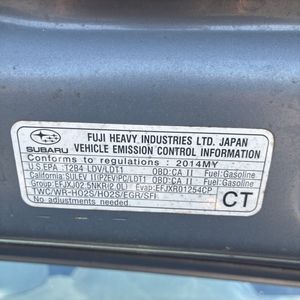 FUJI HEAVY INDUSTRIES LTD. JAPAN
SUBARU VEHICLE EMISSION CONTROL INFORMATION
Conforms to regulations : 2014MY
U.S.EPA : T2B4 LDV/LDT1 OBD:CA II Fuel:Gasoline
California: SULEV II(PZEV)PC/LDT1 OBD:CA II Fuel:Gasoline
Group:EFJXJ02.5NKR(2.0L) Evap:EFJXR01254CP
TWC/WR-HO2S/HO2S/EGR/SFI
No adjustments needed.
CT